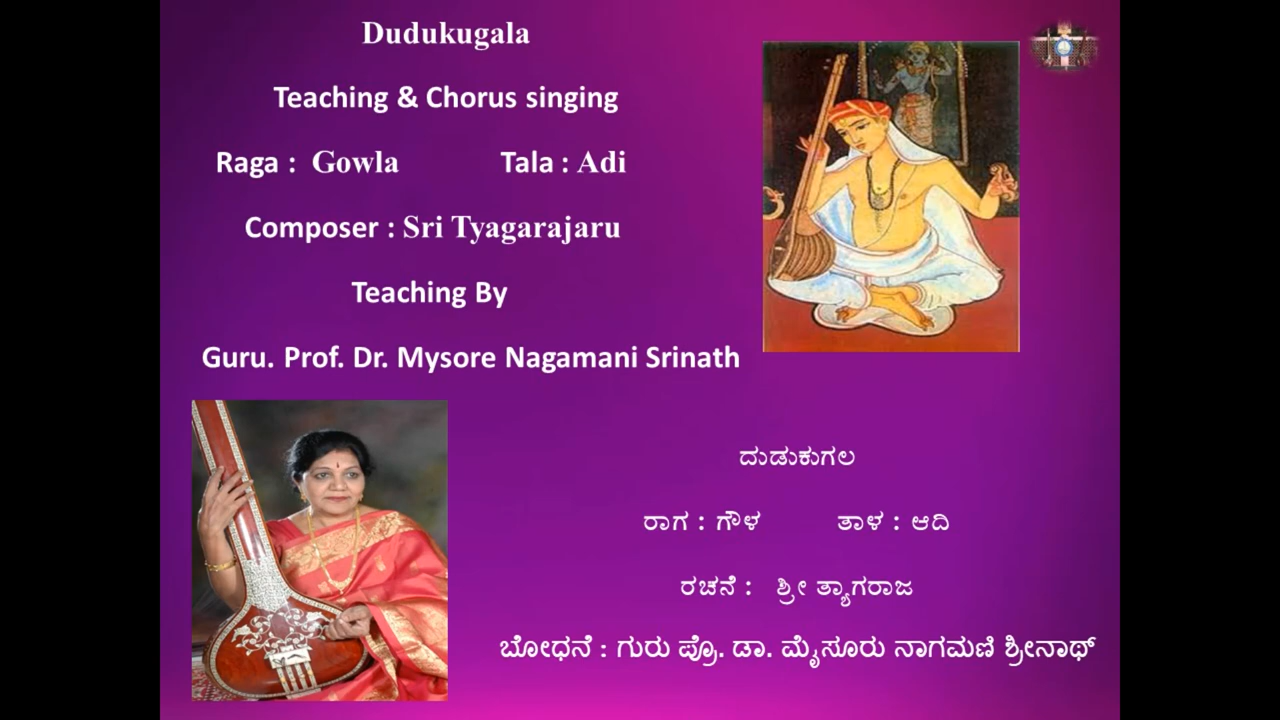 Dudukugala
Teaching & Chorus singing
Raga : Gowla Tala : Adi
Composer : Sri Tyagarajaru
Teaching By
Guru. Prof. Dr. Mysore Nagamani Srinath
ದುಡುಕುಗಲ
ರಾಗ : ಗೌಳ ತಾಳ : ಆದಿ
ರಚನೆ : ಶ್ರೀ ತ್ಯಾಗರಾಜ
ಬೋಧನೆ : ಗುರು ಪ್ರೊ. ಡಾ. ಮೈಸೂರು ನಾಗಮಣಿ ಶ್ರೀನಾಥ್